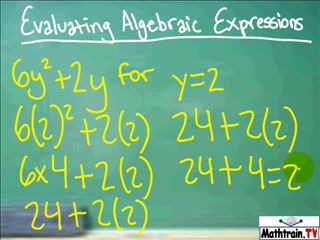 Evaluating Algebraic Expressions
6y² + 2y for y = 2
6(2)² + 2(2)
6x4 + 2(2)
24 + 2(2)
24 + 2(2)
24 + 4 = 2
Mathtrain.TV